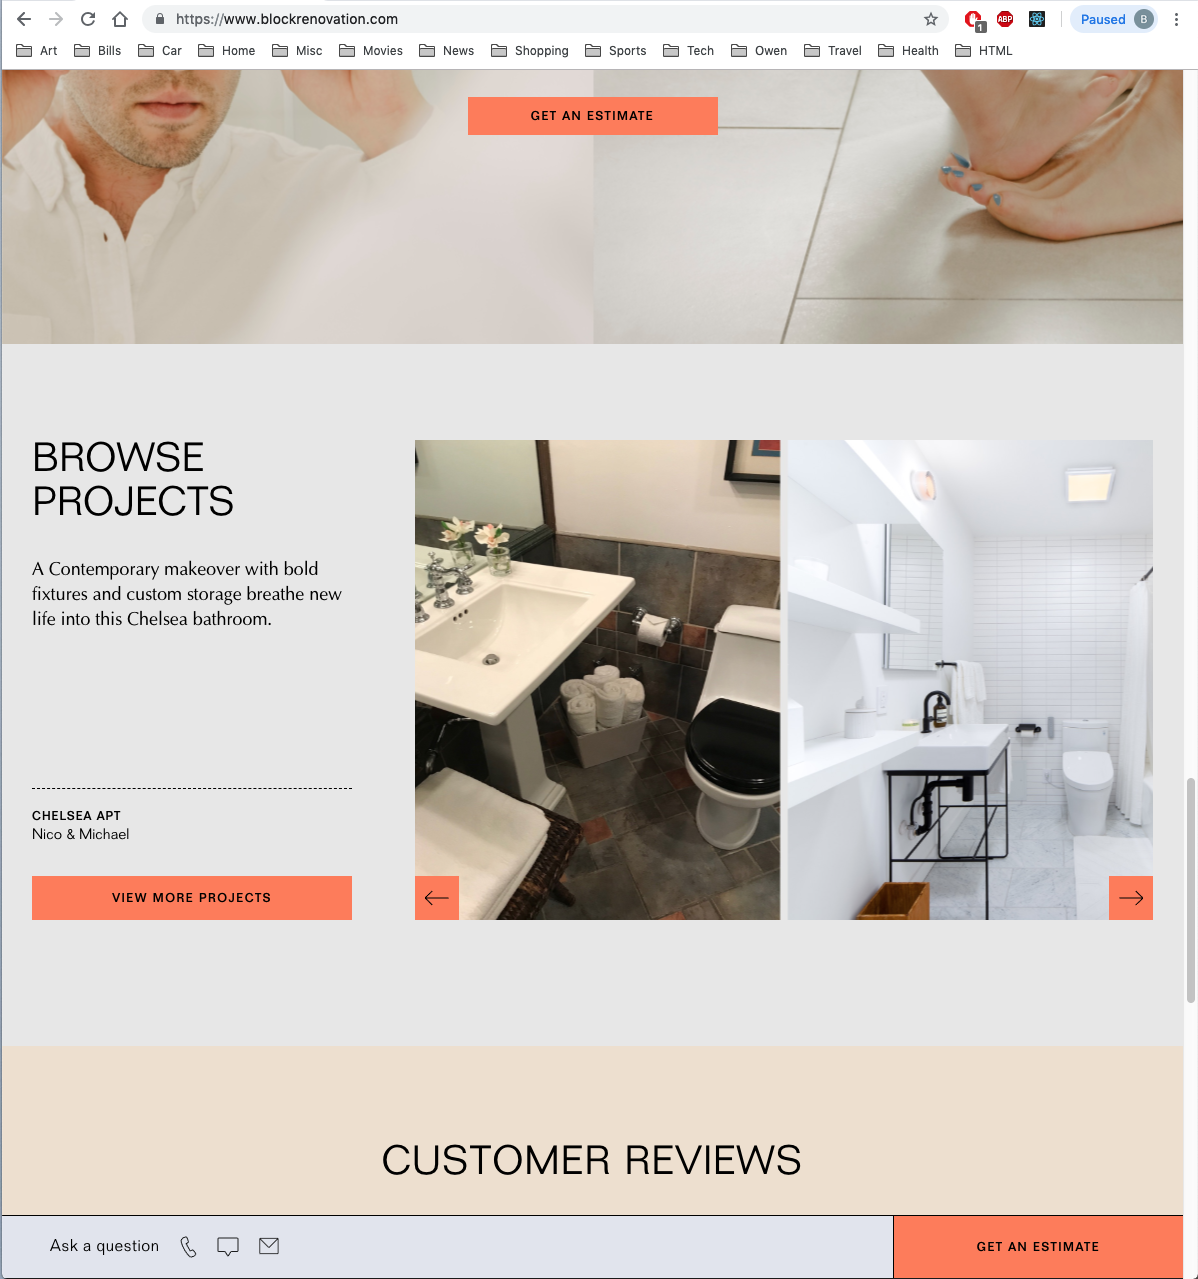 https://www.blockrenovation.com
1
ABP
Paused
B
Art
Bills
Car
Home
Misc
Movies
News
Shopping
Sports
Tech
Owen
Travel
Health
HTML
GET AN ESTIMATE
BROWSE
PROJECTS
A Contemporary makeover with bold
fixtures and custom storage breathe new
life into this Chelsea bathroom.
CHELSEA APT
Nico & Michael
VIEW MORE PROJECTS
CUSTOMER REVIEWS
Ask a question
GET AN ESTIMATE